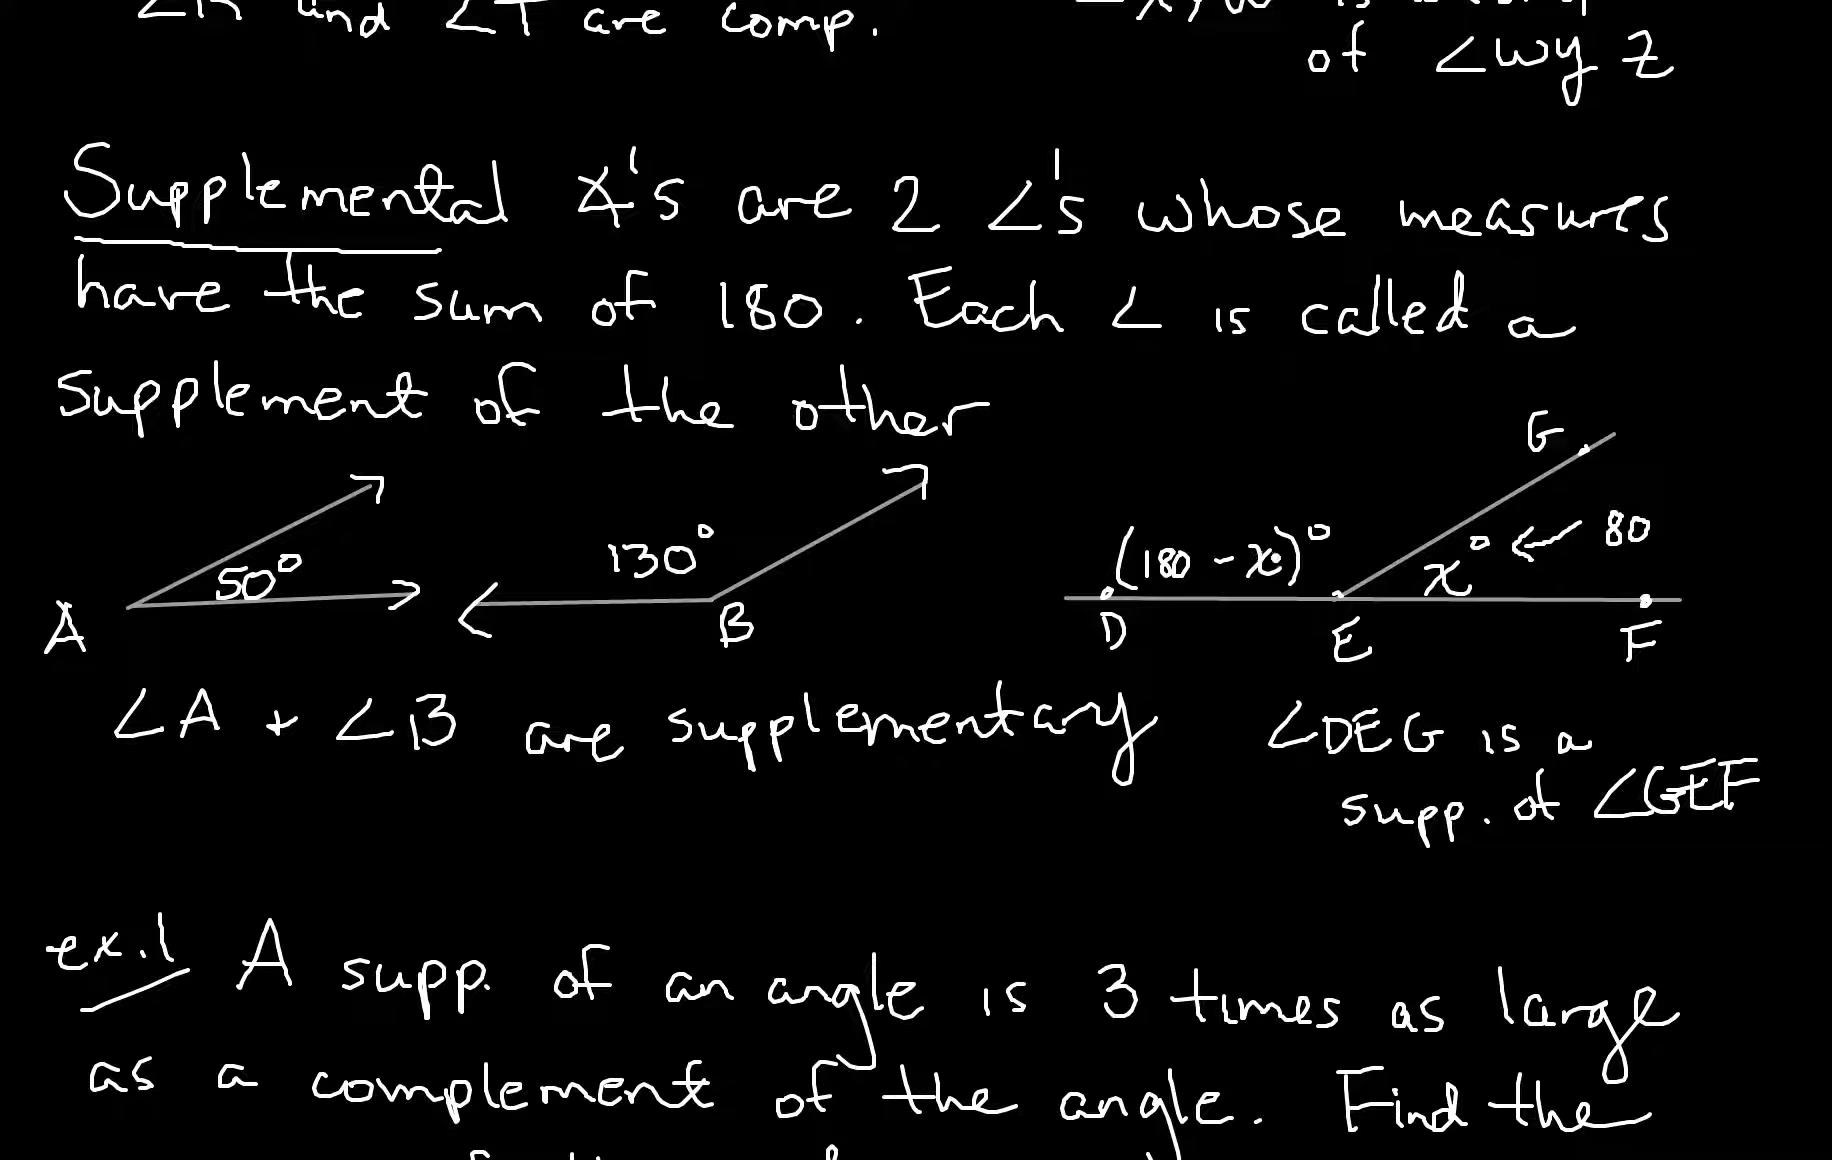 and ∠T are comp.
of ∠WYZ
Supplemental ∠'s are 2 ∠'s whose measures
have the sum of 180. Each ∠ is called a
supplement of the other
A 50° 130° B
(180 - x)° x° ← 80
D E F G
∠A + ∠B are supplementary
∠DEG is a
supp. of ∠GEF
ex.1 A supp. of an angle is 3 times as large
as a complement of the angle. Find the